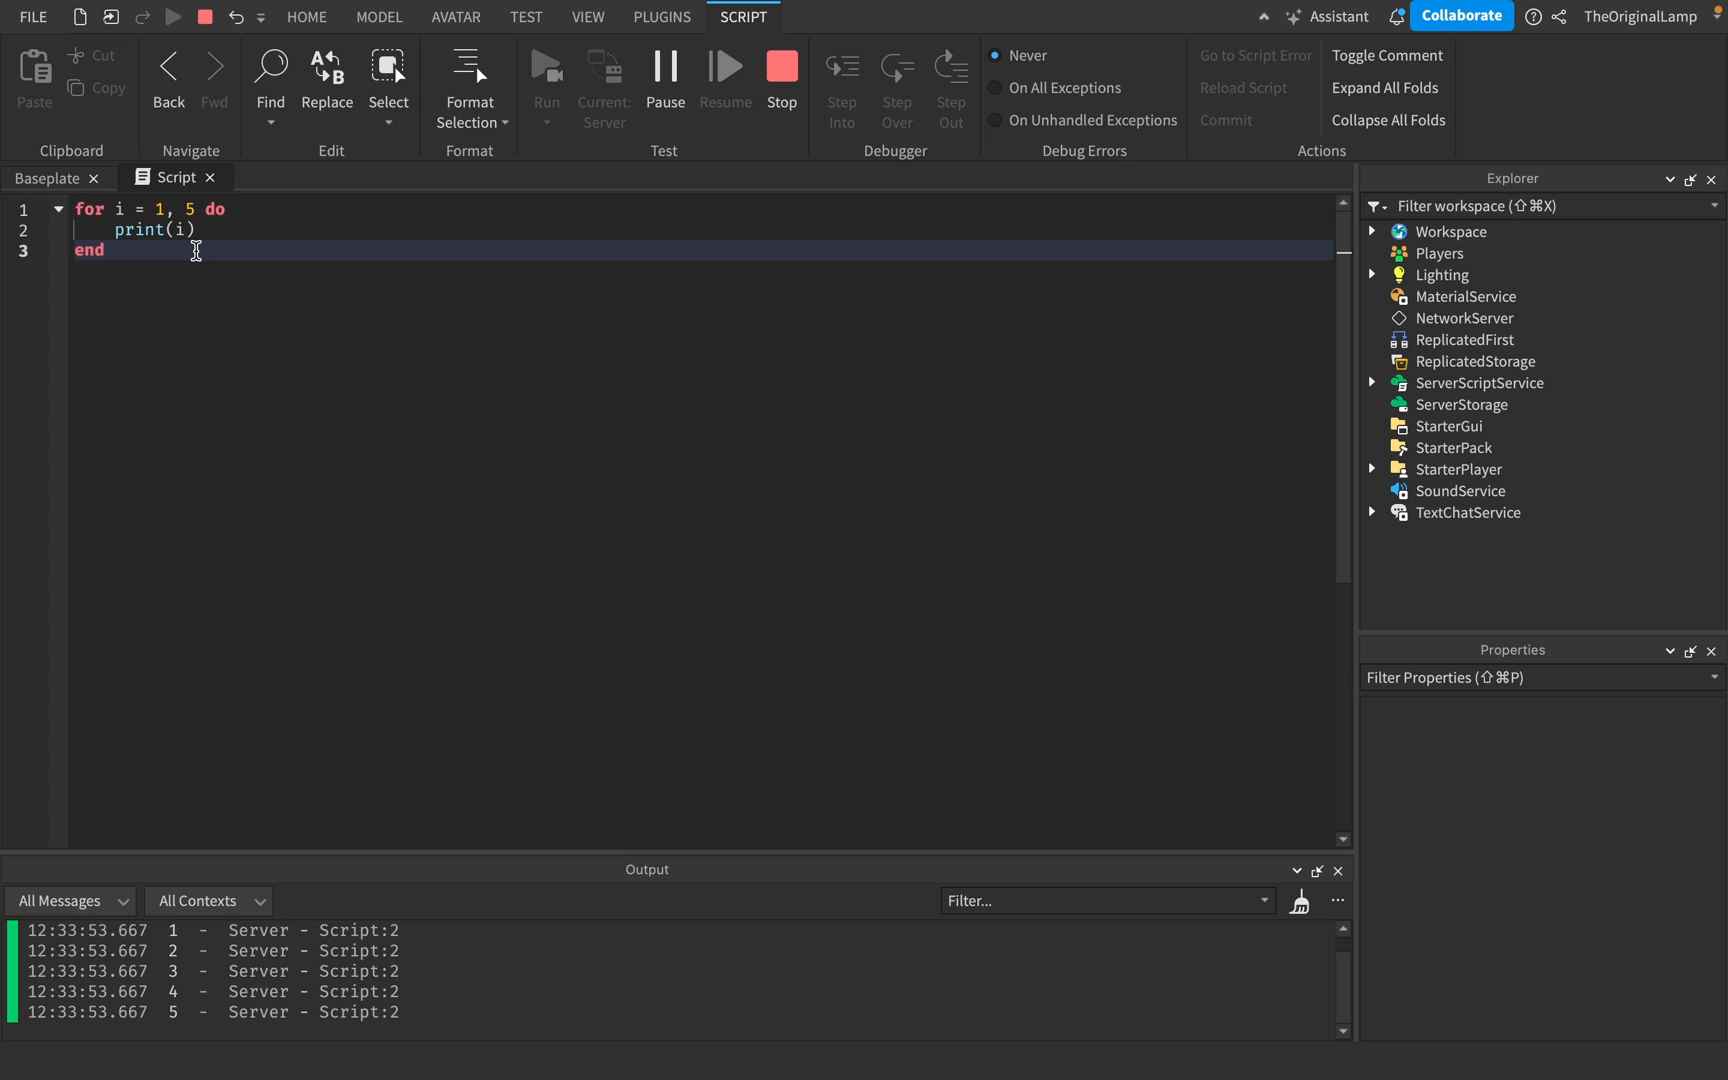 FILE HOME MODEL AVATAR TEST VIEW PLUGINS SCRIPT Assistant Collaborate TheOriginalLamp
Paste Cut Copy
Clipboard
Back Fwd
Navigate
Find Replace Select
Edit
Format Selection
Format
Run Current: Server Pause Resume Stop
Test
Step Into Step Over Step Out
Debugger
Never
On All Exceptions
On Unhandled Exceptions
Debug Errors
Go to Script Error Toggle Comment
Reload Script Expand All Folds
Commit Collapse All Folds
Actions
Baseplate Script
1 for i = 1, 5 do
2 print(i)
3 end
Explorer
Filter workspace (⇧⌘X)
Workspace
Players
Lighting
MaterialService
NetworkServer
ReplicatedFirst
ReplicatedStorage
ServerScriptService
ServerStorage
StarterGui
StarterPack
StarterPlayer
SoundService
TextChatService
Properties
Filter Properties (⇧⌘P)
Output
All Messages All Contexts Filter... ...
12:33:53.667 1 - Server - Script:2
12:33:53.667 2 - Server - Script:2
12:33:53.667 3 - Server - Script:2
12:33:53.667 4 - Server - Script:2
12:33:53.667 5 - Server - Script:2